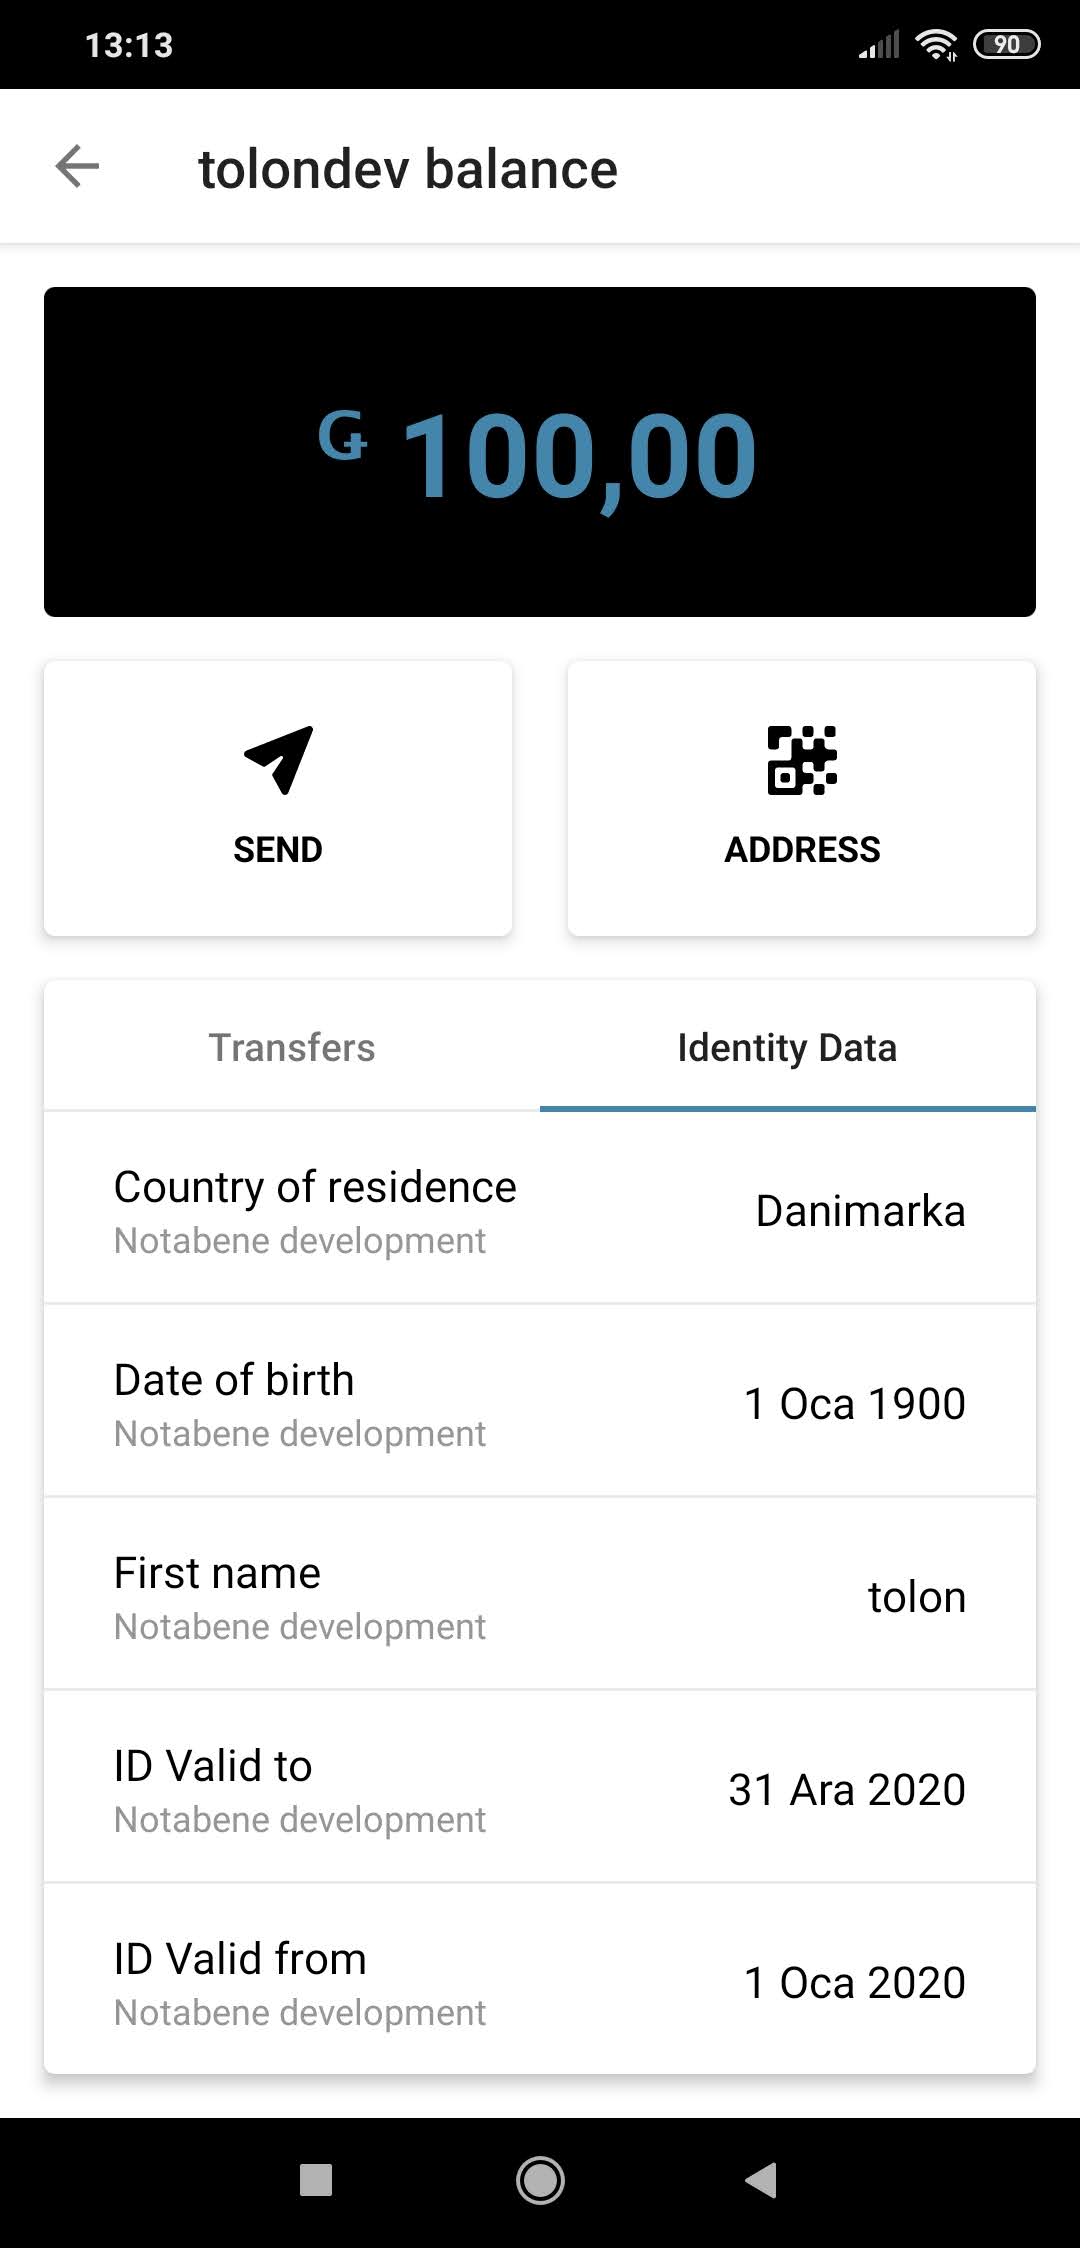 13:13
90
tolondev balance
Ǥ 100,00
SEND
ADDRESS
Transfers
Identity Data
Country of residence
Notabene development
Danimarka
Date of birth
Notabene development
1 Oca 1900
First name
Notabene development
tolon
ID Valid to
Notabene development
31 Ara 2020
ID Valid from
Notabene development
1 Oca 2020